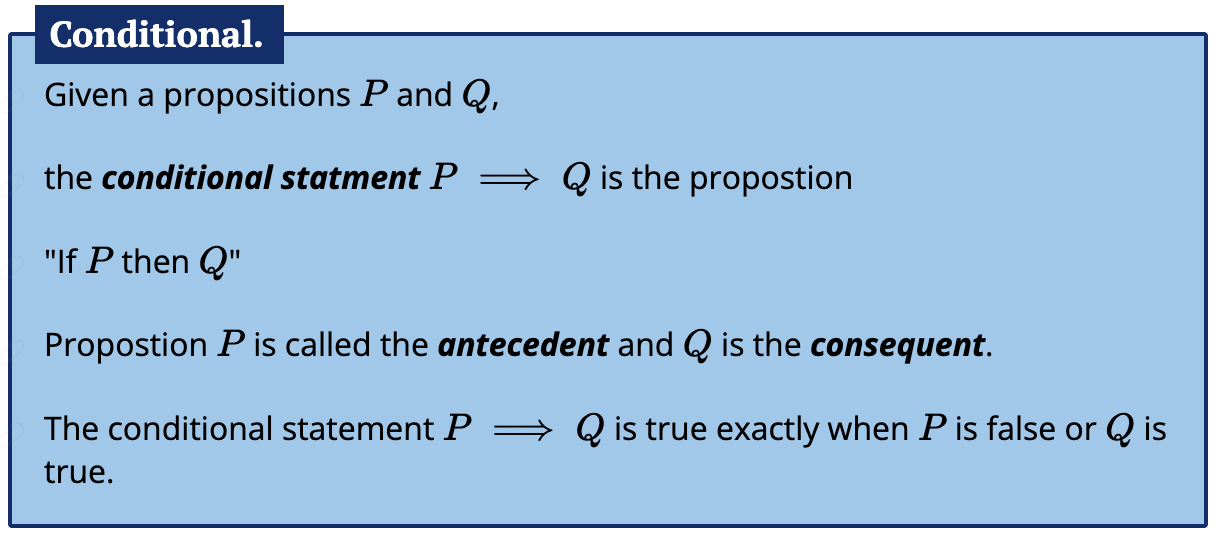 Conditional.
Given a propositions P and Q,
the conditional statment P ⟹ Q is the propostion
"If P then Q"
Propostion P is called the antecedent and Q is the consequent.
The conditional statement P ⟹ Q is true exactly when P is false or Q is
true.